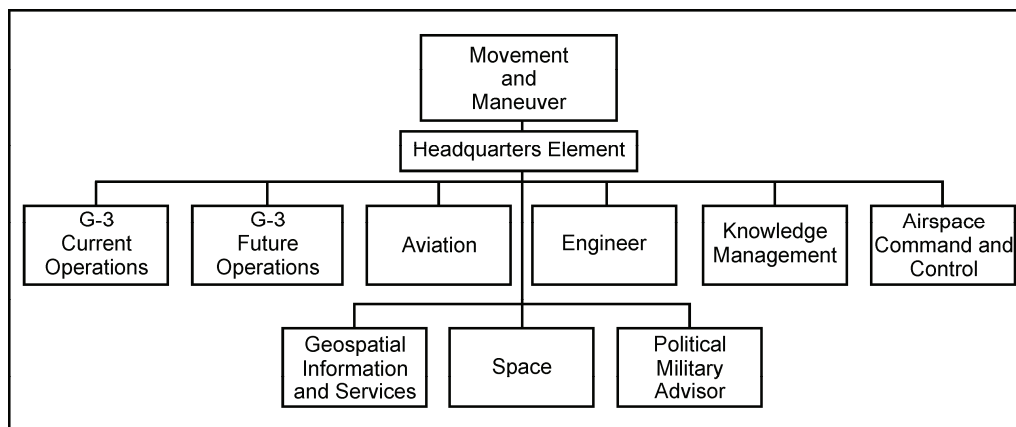 Movement
and
Maneuver
Headquarters Element
G-3
Current
Operations
G-3
Future
Operations
Aviation
Engineer
Knowledge
Management
Airspace
Command and
Control
Geospatial
Information
and Services
Space
Political
Military
Advisor